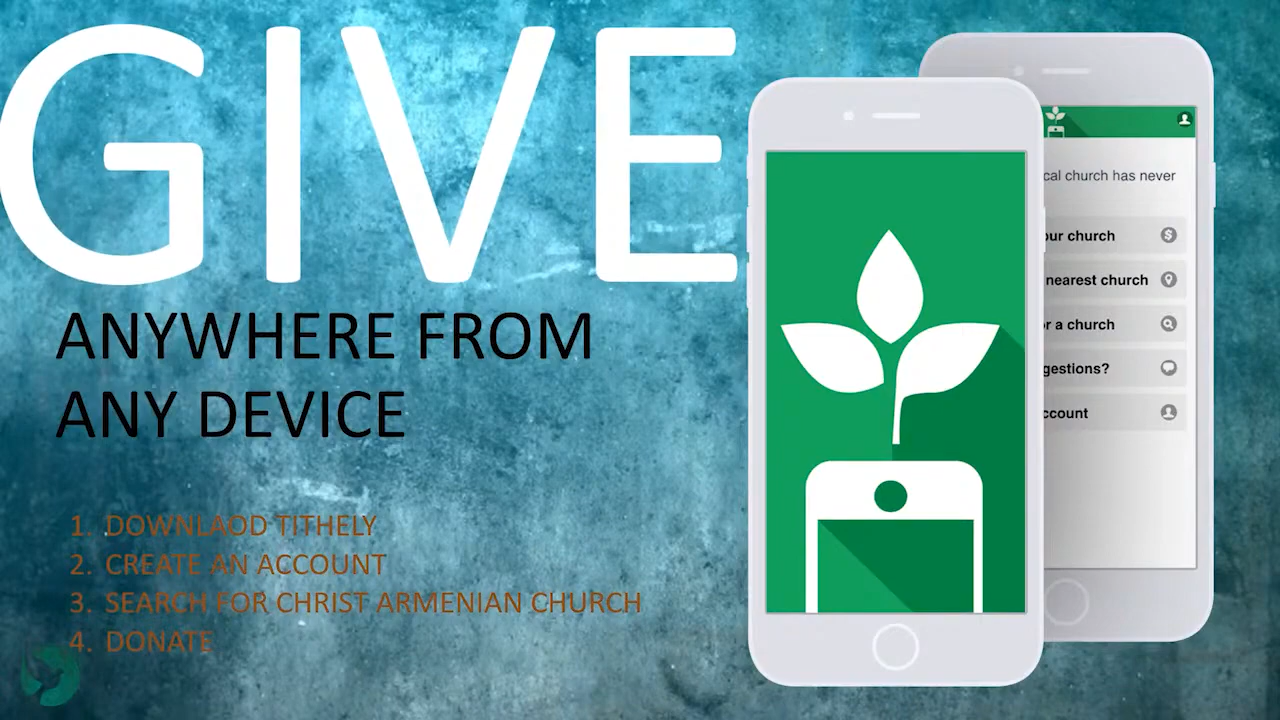 GIVE
ANYWHERE FROM
ANY DEVICE
1. DOWNLAOD TITHELY
2. CREATE AN ACCOUNT
3. SEARCH FOR CHRIST ARMENIAN CHURCH
4. DONATE
cal church has never
our church
nearest church
or a church
gestions?
ccount